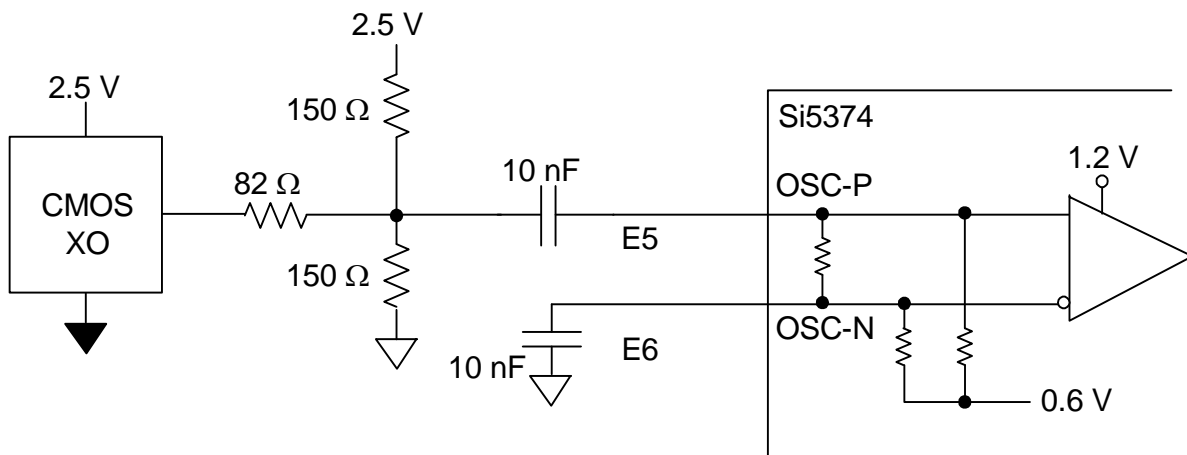 2.5 V
2.5 V
150 Ω
Si5374
1.2 V
10 nF
OSC-P
82 Ω
CMOS
XO
E5
150 Ω
OSC-N
E6
10 nF
0.6 V